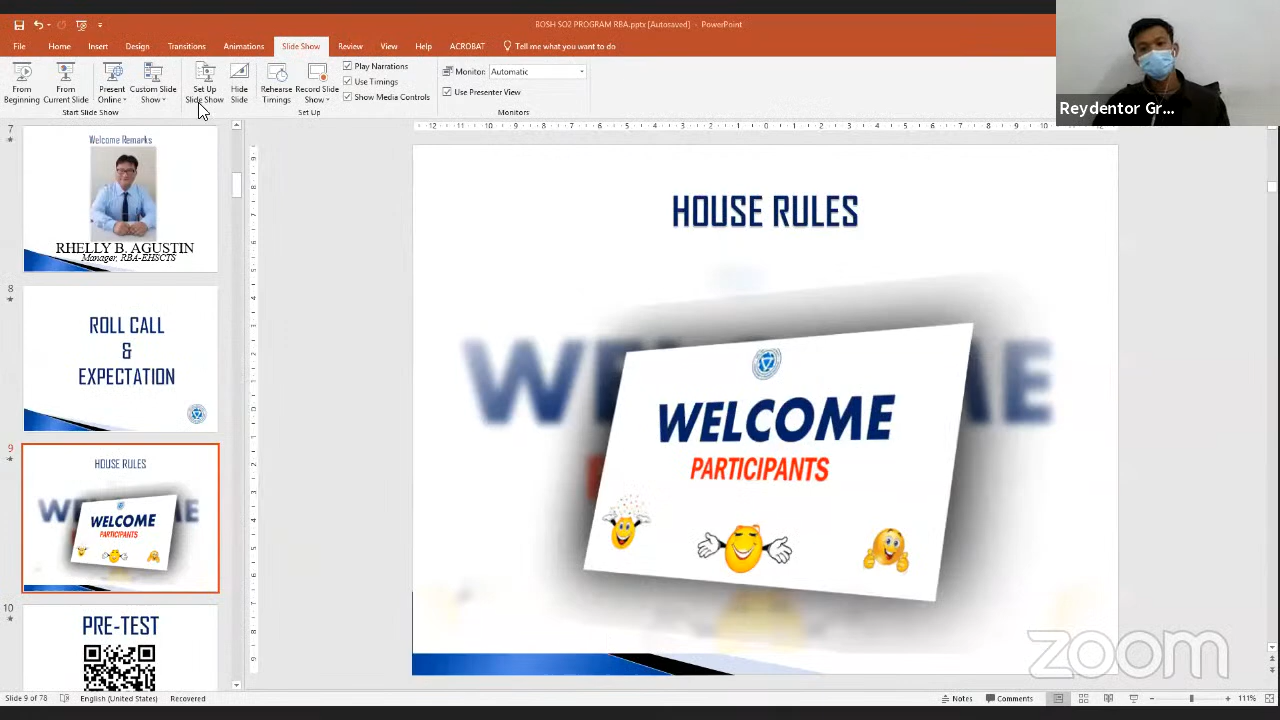 BOSH SO2 PROGRAM RBA.pptx [Autosaved] - PowerPoint
File Home Insert Design Transitions Animations Slide Show Review View Help ACROBAT Tell me what you want to do
From Beginning
From Current Slide
Present Online
Custom Slide Show
Set Up Slide Show
Hide Slide
Rehearse Timings
Record Slide Show
Play Narrations
Use Timings
Show Media Controls
Monitor: Automatic
Use Presenter View
Start Slide Show
Set Up
Monitors
Reydentor Gr...
7
Welcome Remarks
RHELLY B. AGUSTIN
Manager, RBA-EHSCTS
8
ROLL CALL
&
EXPECTATION
9
HOUSE RULES
WELCOME
PARTICIPANTS
10
PRE-TEST
HOUSE RULES
WELCOME
PARTICIPANTS
zoom
Slide 9 of 78 English (United States) Recovered Notes Comments 111%